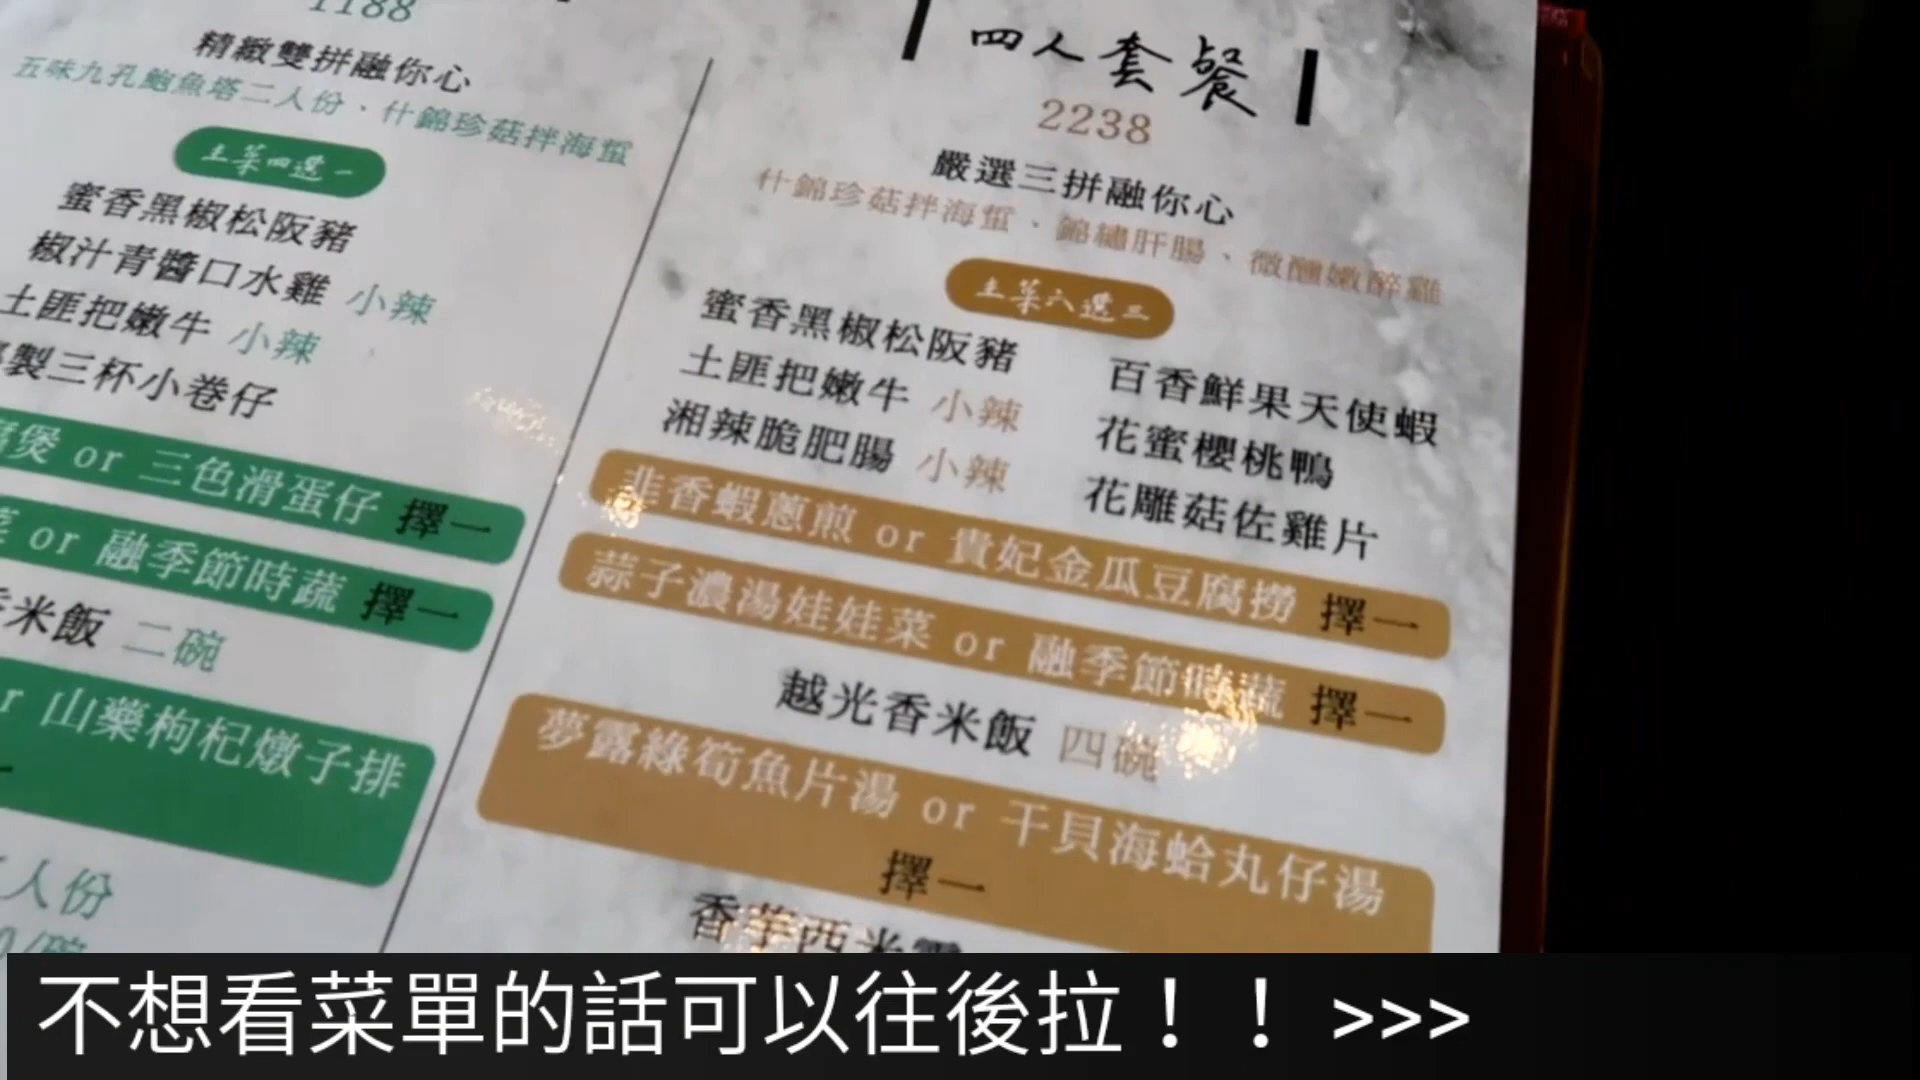 1188
精緻雙拼融你心
五味九孔鮑魚塔二人份、什錦珍菇拌海蜇
主菜四選一
蜜香黑椒松阪豬
椒汁青醬口水雞 小辣
土匪把嫩牛 小辣
製三杯小卷仔
煲 or 三色滑蛋仔 擇一
菜 or 融季節時蔬 擇一
香米飯 二碗
or 山藥枸杞燉子排
一
人份
四人套餐
2238
嚴選三拼融你心
什錦珍菇拌海蜇、錦繡肝腸、微醺嫩醉雞
主菜六選三
蜜香黑椒松阪豬
土匪把嫩牛 小辣
湘辣脆肥腸 小辣
百香鮮果天使蝦
花蜜櫻桃鴨
花雕菇佐雞片
韭香蝦蔥煎 or 貴妃金瓜豆腐撈 擇一
蒜子濃湯娃娃菜 or 融季節時蔬 擇一
越光香米飯 四碗
夢露綠筍魚片湯 or 干貝海蛤丸仔湯
擇一
香芋西米露
不想看菜單的話可以往後拉！！ >>>